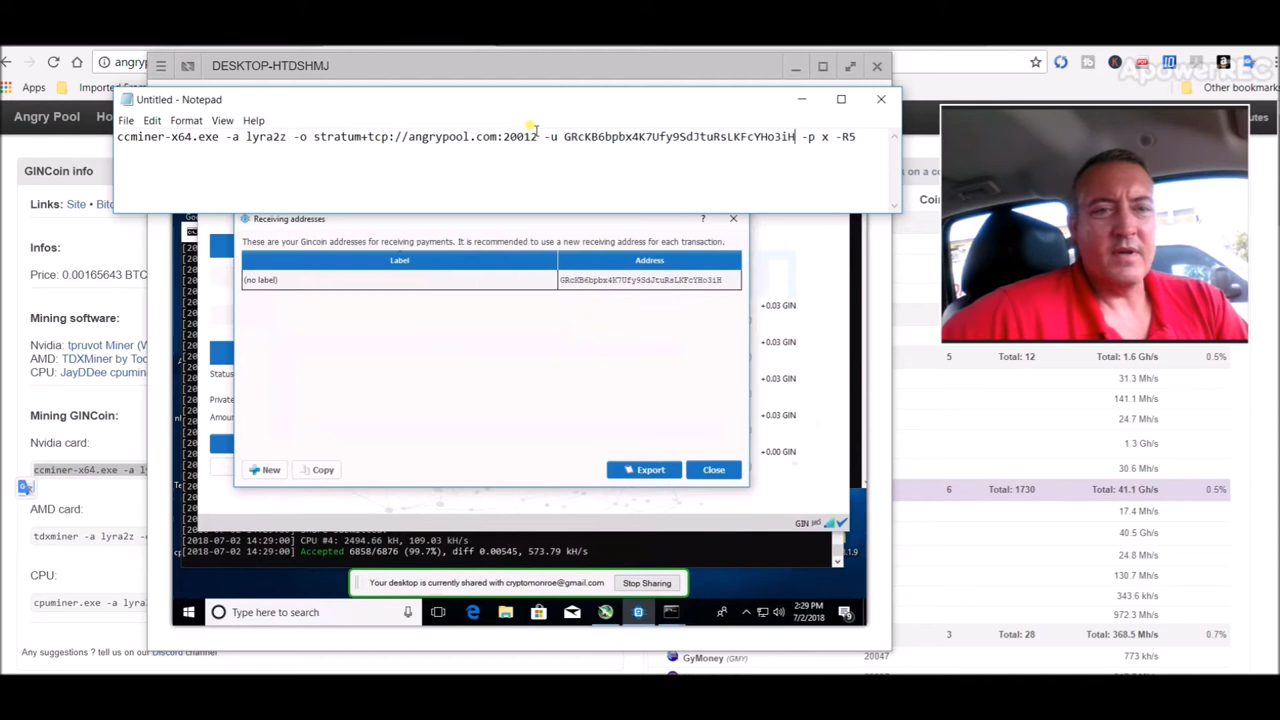 angryp
ApowerREC
Apps
Imported From
Other bookmarks
DESKTOP-HTDSHMJ
Untitled - Notepad
File Edit Format View Help
ccminer-x64.exe -a lyra2z -o stratum+tcp://angrypool.com:20012 -u GRcKB6bpbx4K7Ufy9SdJtuRsLKFcYHo3iH -p x -R5
Angry Pool
GINCoin info
Links: Site •
Infos:
Price: 0.00165643 BTC
Mining software:
Nvidia: tpruvot Miner (W
AMD: TDXMiner by
CPU: JayDDee cpumin
Mining GINCoin:
Nvidia card:
ccminer-x64.exe -a ly
AMD card:
tdxminer -a lyra2z -
CPU:
cpuminer.exe -a lyra
Any suggestions ? tell us on our Discord channel
Receiving addresses
? ×
These are your Gincoin addresses for receiving payments. It is recommended to use a new receiving address for each transaction.
Label Address
(no label) GRcKB6bpbx4K7Ufy9SdJtuRsLKFcYHo3iH
New Copy Export Close
Status
Private
Amoun
+0.03 GIN
+0.03 GIN
+0.03 GIN
+0.03 GIN
+0.00 GIN
GIN
[2018-07-02 14:29:00] CPU #4: 2494.66 kH, 109.03 kH/s
[2018-07-02 14:29:00] Accepted 6858/6876 (99.7%), diff 0.00545, 573.79 kH/s
Your desktop is currently shared with cryptomonroe@gmail.com Stop Sharing
Type here to search
2:29 PM
7/2/2018
5 Total: 12 Total: 1.6 Gh/s 0.5%
31.3 Mh/s
141.1 Mh/s
24.7 Mh/s
1.3 Gh/s
30.6 Mh/s
6 Total: 1730 Total: 41.1 Gh/s 0.5%
17.4 Mh/s
40.5 Gh/s
24.8 Mh/s
130.7 Mh/s
343.6 kh/s
972.3 Mh/s
3 Total: 28 Total: 368.5 Mh/s 0.7%
GyMoney (GMY) 20047 773 kh/s